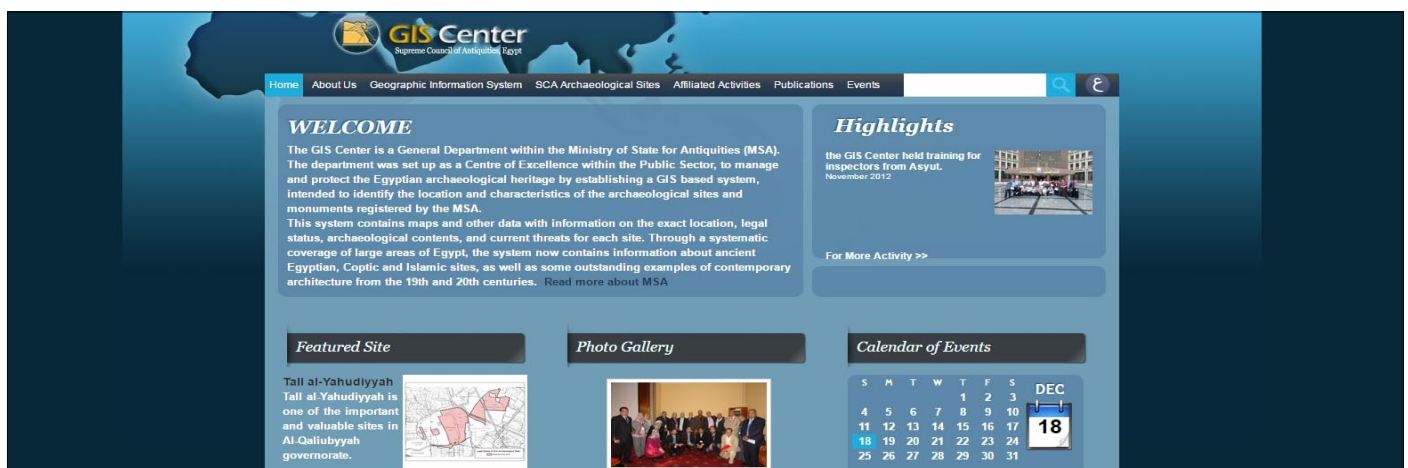 GIS Center
Supreme Council of Antiquities, Egypt
Home About Us Geographic Information System SCA Archaeological Sites Affiliated Activities Publications Events ع
WELCOME
The GIS Center is a General Department within the Ministry of State for Antiquities (MSA).
The department was set up as a Centre of Excellence within the Public Sector, to manage
and protect the Egyptian archaeological heritage by establishing a GIS based system,
intended to identify the location and characteristics of the archaeological sites and
monuments registered by the MSA.
This system contains maps and other data with information on the exact location, legal
status, archaeological contents, and current threats for each site. Through a systematic
coverage of large areas of Egypt, the system now contains information about ancient
Egyptian, Coptic and Islamic sites, as well as some outstanding examples of contemporary
architecture from the 19th and 20th centuries. Read more about MSA
Highlights
the GIS Center held training for
inspectors from Asyut.
November 2012
For More Activity >>
Featured Site
Tall al-Yahudiyyah
Tall al-Yahudiyyah is
one of the important
and valuable sites in
Al-Qaliubyyah
governorate.
Photo Gallery
Calendar of Events
S M T W T F S
1 2 3
4 5 6 7 8 9 10
11 12 13 14 15 16 17
18 19 20 21 22 23 24
25 26 27 28 29 30 31
DEC
18